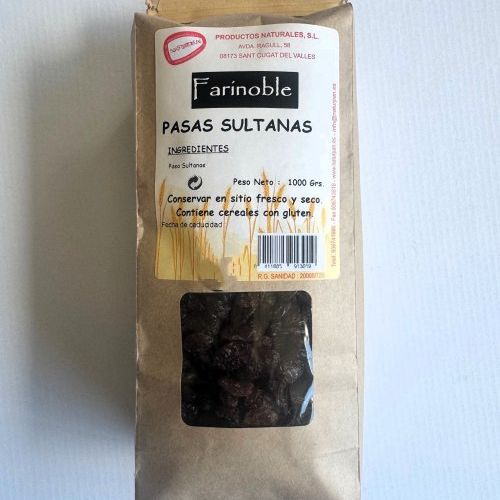 PRODUCTOS NATURALES, S.L.
AVDA. RAGULL, 58
08173 SANT CUGAT DEL VALLES
Farinoble
PASAS SULTANAS
INGREDIENTES
Pasa Sultanas
Peso Neto : 1000 Grs.
Conservar en sitio fresco y seco.
Contiene cereales con gluten.
Fecha de caducidad
R.G. SANIDAD :